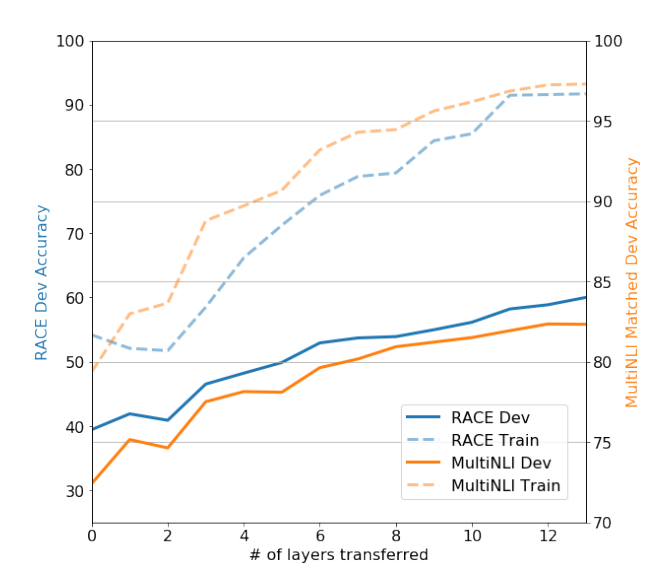 100
90
80
70
60
50
40
30
RACE Dev Accuracy
100
95
90
85
80
75
70
MultiNLI Matched Dev Accuracy
RACE Dev
RACE Train
MultiNLI Dev
MultiNLI Train
0 2 4 6 8 10 12
# of layers transferred